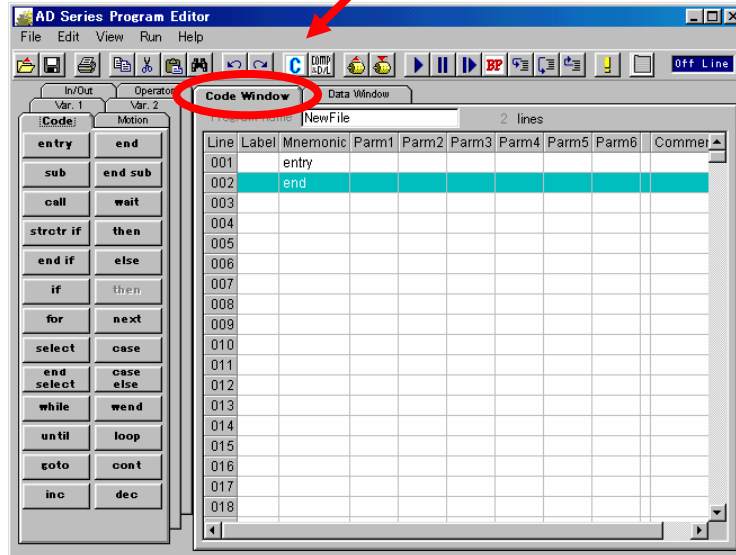 AD Series Program Editor
File Edit View Run Help
C COMP &D/L BP Off Line
In/Out Operator
Var. 1 Var. 2
Code Motion
Code Window Data Window
NewFile 2 lines
Line Label Mnemonic Parm1 Parm2 Parm3 Parm4 Parm5 Parm6 Commer
001 entry
002 end
003
004
005
006
007
008
009
010
011
012
013
014
015
016
017
018
entry end
sub end sub
call wait
strctr if then
end if else
if then
for next
select case
end select case else
while wend
until loop
goto cont
inc dec